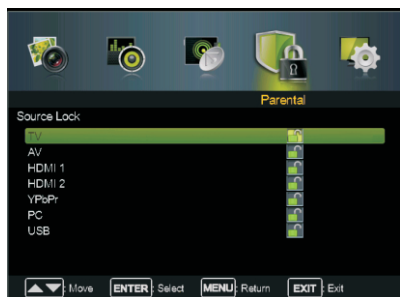 Parental
Source Lock
TV
AV
HDMI 1
HDMI 2
YPbPr
PC
USB
▲▼: Move ENTER: Select MENU: Return EXIT: Exit